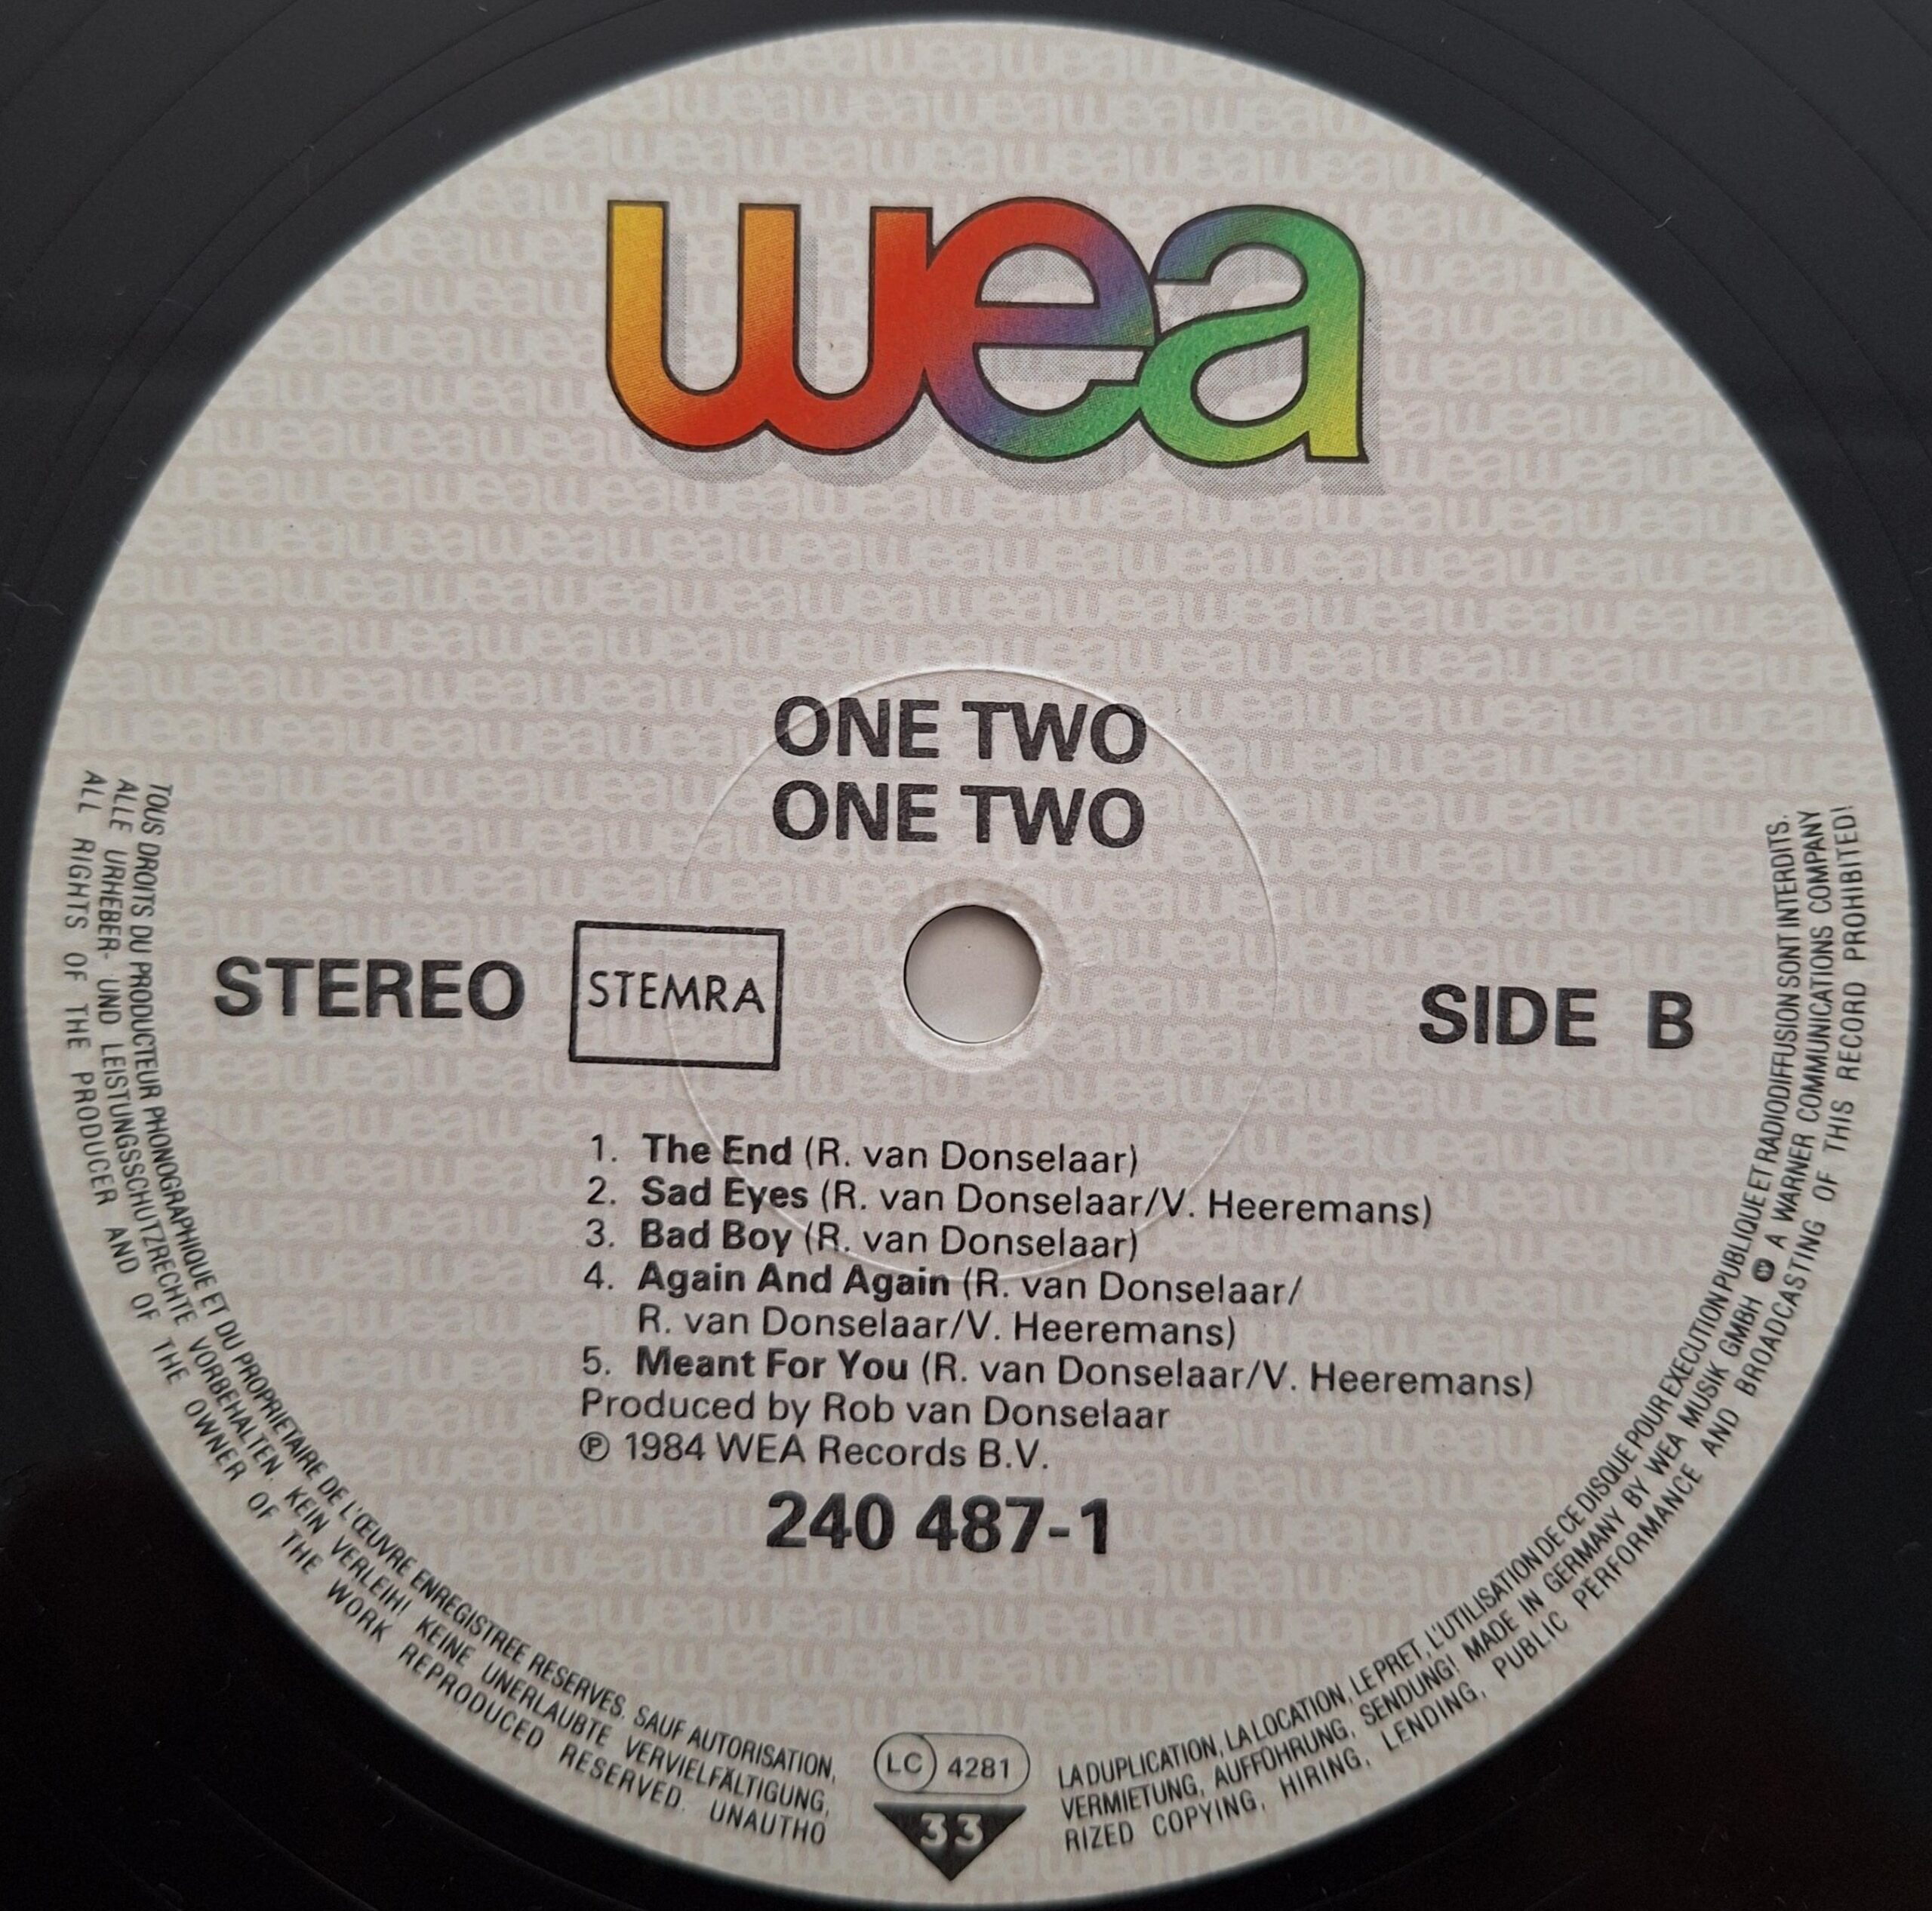 wea
ONE TWO
ONE TWO
STEREO
STEMRA
SIDE B
1. The End (R. van Donselaar)
2. Sad Eyes (R. van Donselaar/V. Heeremans)
3. Bad Boy (R. van Donselaar)
4. Again And Again (R. van Donselaar/
R. van Donselaar/V. Heeremans)
5. Meant For You (R. van Donselaar/V. Heeremans)
Produced by Rob van Donselaar
Ⓟ 1984 WEA Records B.V.
240 487-1
TOUS DROITS DU PRODUCTEUR PHONOGRAPHIQUE ET DU PROPRIETAIRE DE L'ŒUVRE ENREGISTREE RESERVES. SAUF AUTORISATION, LA DUPLICATION, LA LOCATION, LE PRET, L'UTILISATION DE CE DISQUE POUR EXECUTION PUBLIQUE ET RADIODIFFUSION SONT INTERDITS.
ALLE URHEBER- UND LEISTUNGSSCHUTZRECHTE VORBEHALTEN KEIN VERLEIH! KEINE UNERLAUBTE VERVIELFÄLTIGUNG, VERMIETUNG, AUFFÜHRUNG, SENDUNG! MADE IN GERMANY BY WEA MUSIK GMBH A WARNER COMMUNICATIONS COMPANY
ALL RIGHTS OF THE PRODUCER AND OF THE OWNER OF THE WORK REPRODUCED RESERVED. UNAUTHORIZED COPYING, HIRING, LENDING, PUBLIC PERFORMANCE AND BROADCASTING OF THIS RECORD PROHIBITED!
LC 4281
33